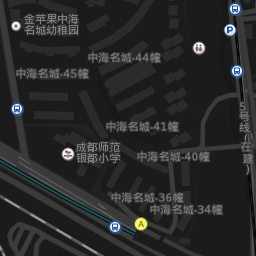 金苹果中海
名城幼稚园
P
中海名城-44幢
中海名城-45幢
5号线(在建)
中海名城-41幢
成都师范
银都小学
中海名城-40幢
中海名城-36幢
中海名城-34幢
A